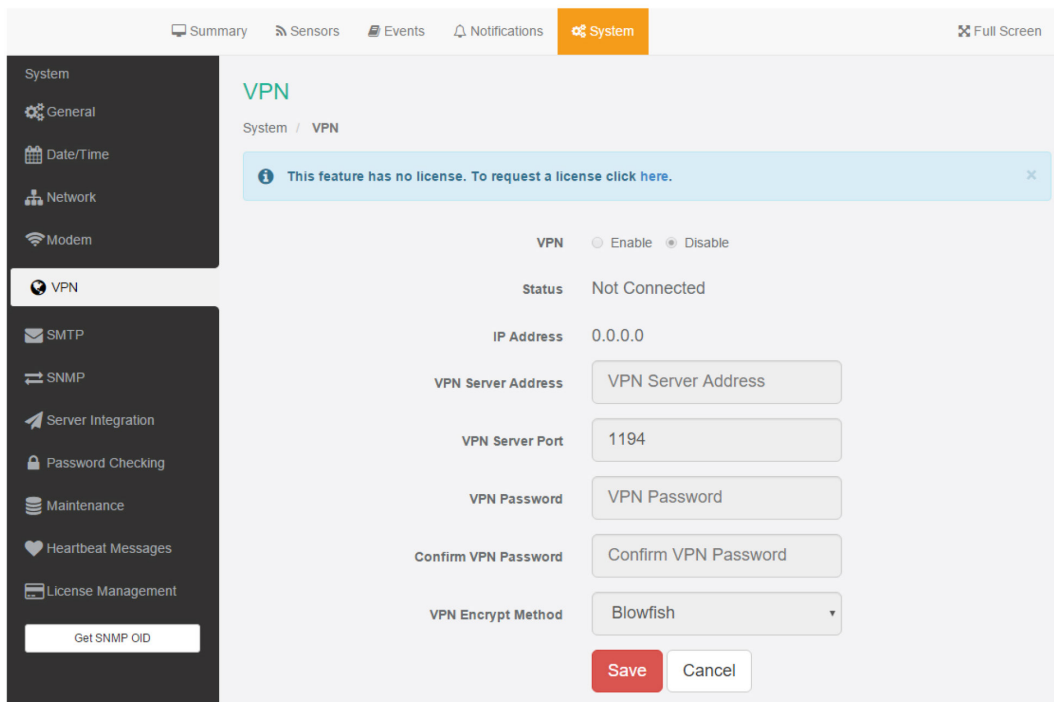 Summary Sensors Events Notifications System Full Screen
System
General
Date/Time
Network
Modem
VPN
SMTP
SNMP
Server Integration
Password Checking
Maintenance
Heartbeat Messages
License Management
Get SNMP OID
VPN
System / VPN
This feature has no license. To request a license click here. ×
VPN Enable Disable
Status Not Connected
IP Address 0.0.0.0
VPN Server Address VPN Server Address
VPN Server Port 1194
VPN Password VPN Password
Confirm VPN Password Confirm VPN Password
VPN Encrypt Method Blowfish
Save Cancel